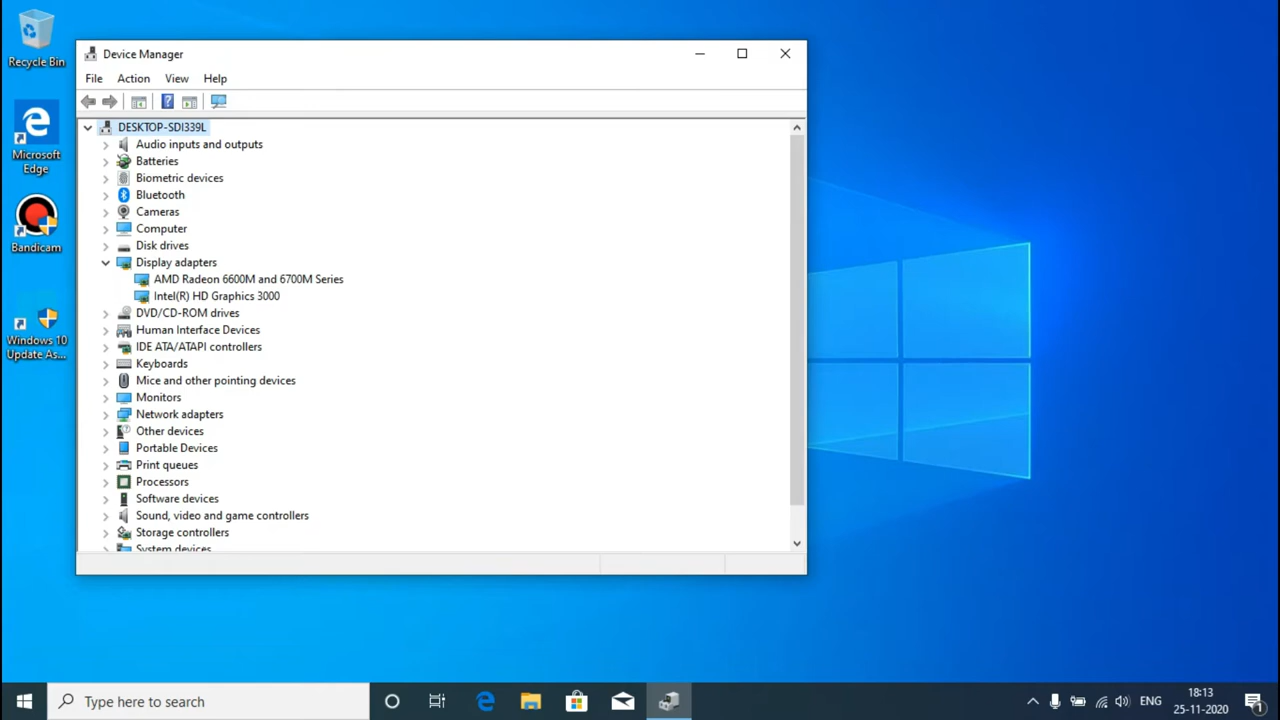 Recycle Bin
Microsoft
Edge
Bandicam
Windows 10
Update As...
Device Manager
File Action View Help
DESKTOP-SDI339L
Audio inputs and outputs
Batteries
Biometric devices
Bluetooth
Cameras
Computer
Disk drives
Display adapters
AMD Radeon 6600M and 6700M Series
Intel(R) HD Graphics 3000
DVD/CD-ROM drives
Human Interface Devices
IDE ATA/ATAPI controllers
Keyboards
Mice and other pointing devices
Monitors
Network adapters
Other devices
Portable Devices
Print queues
Processors
Software devices
Sound, video and game controllers
Storage controllers
System devices
Type here to search
ENG
18:13
25-11-2020
1